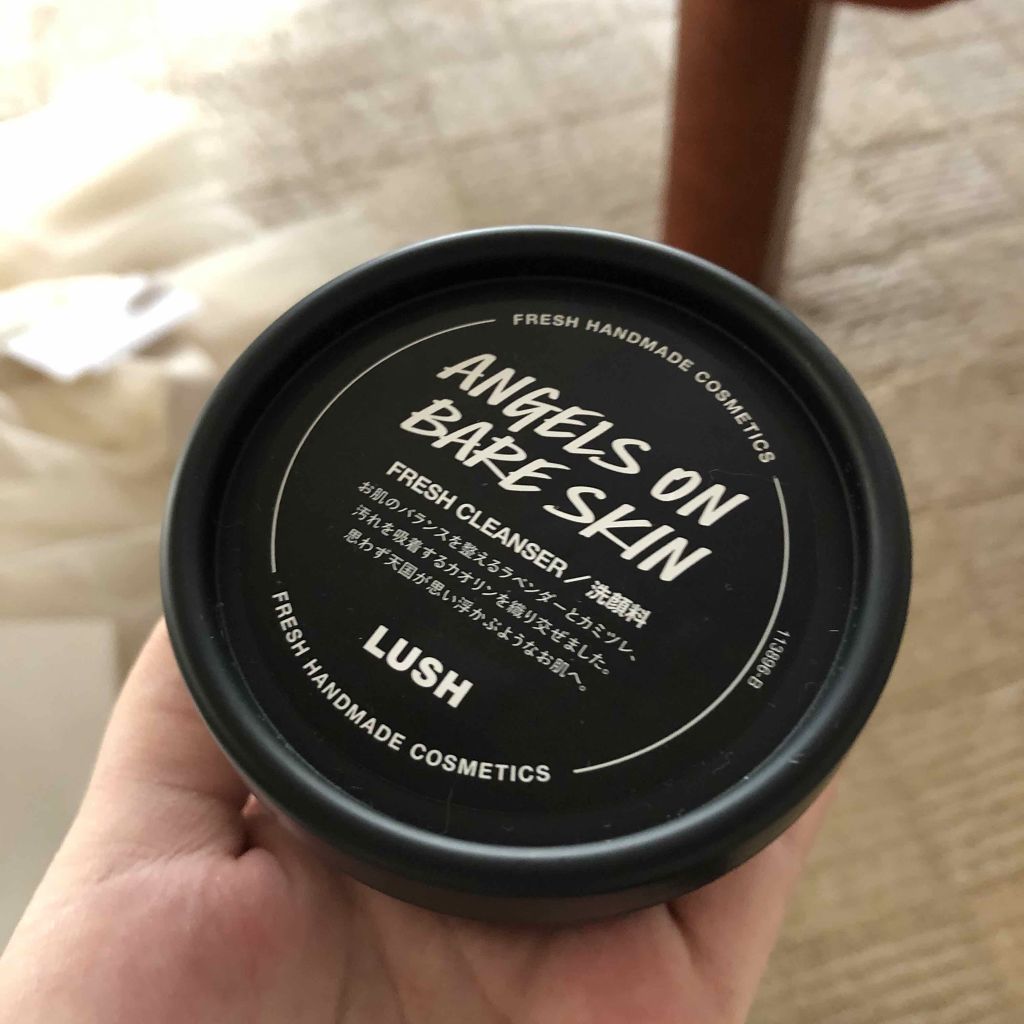 FRESH HANDMADE COSMETICS
ANGELS ON
BARE SKIN
FRESH CLEANSER / 洗顔料
お肌のバランスを整えるラベンダーとカミツレ、
汚れを吸着するカオリンを織り交ぜました。
思わず天国が思い浮かぶようなお肌へ。
LUSH
FRESH HANDMADE COSMETICS
113896-B